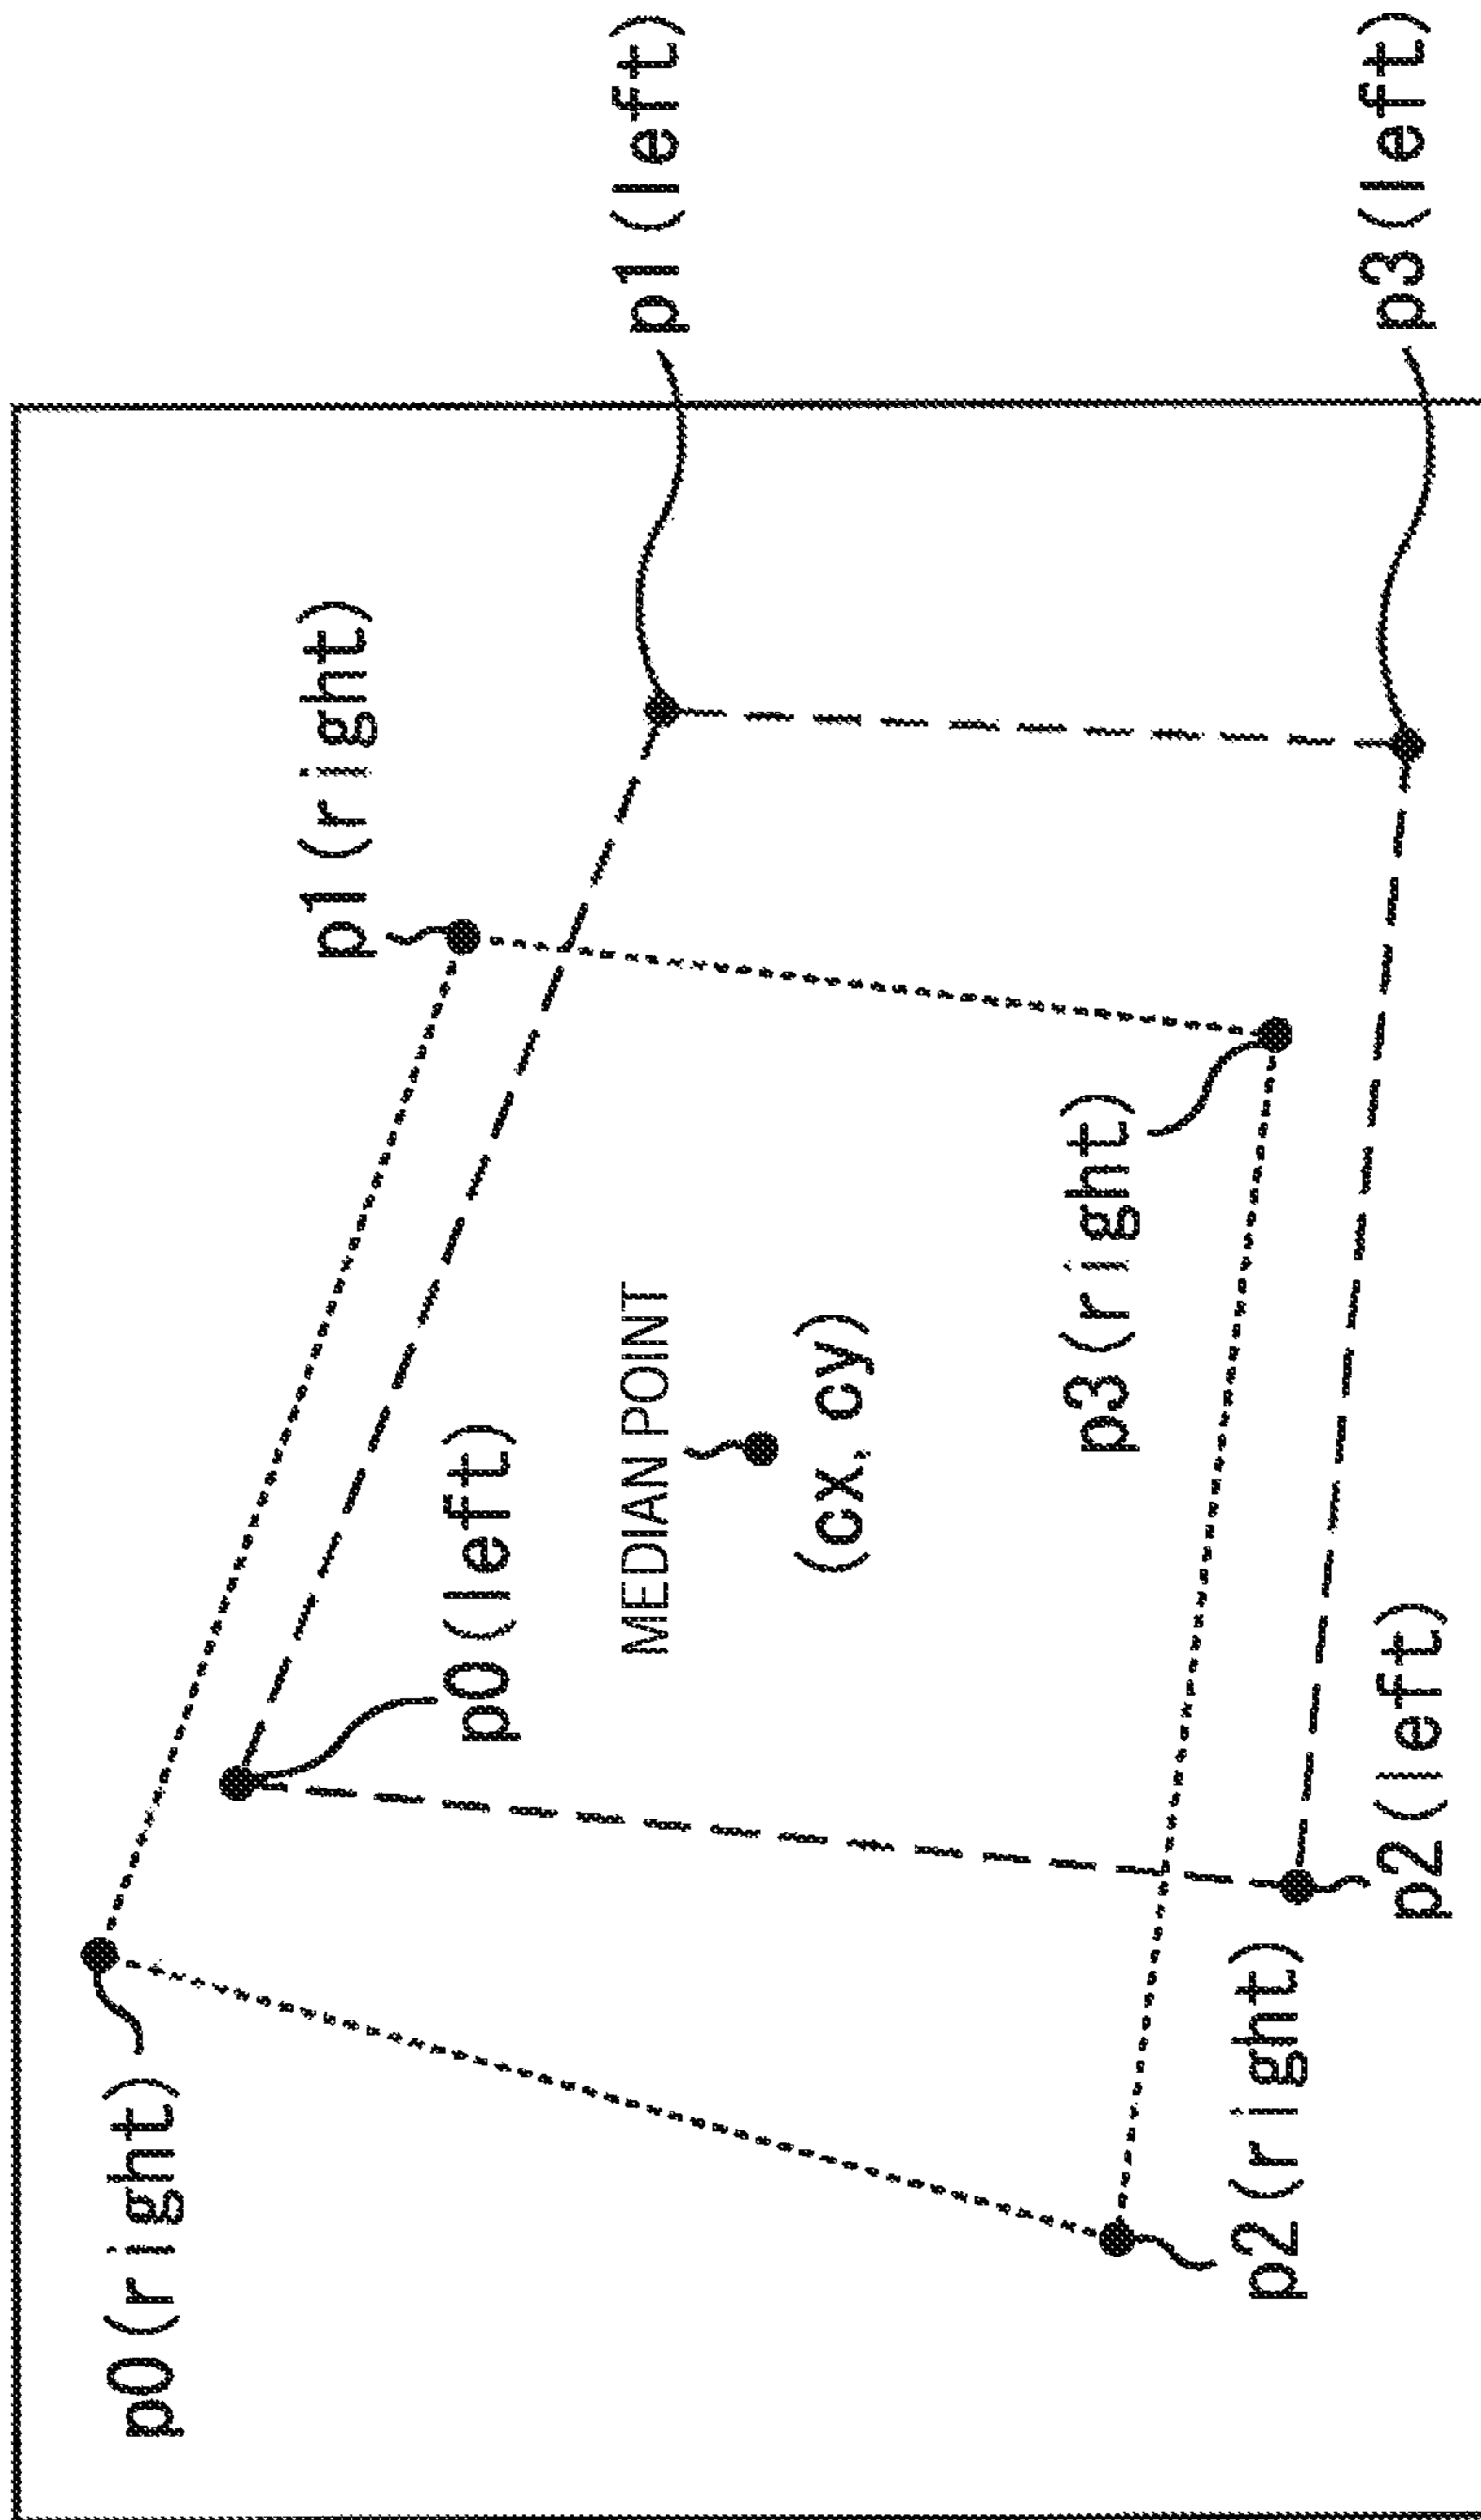 p0(right)
p1(right)
p0(left)
p1(left)
MEDIAN POINT
(cx, cy)
p3(right)
p2(right)
p2(left)
p3(left)